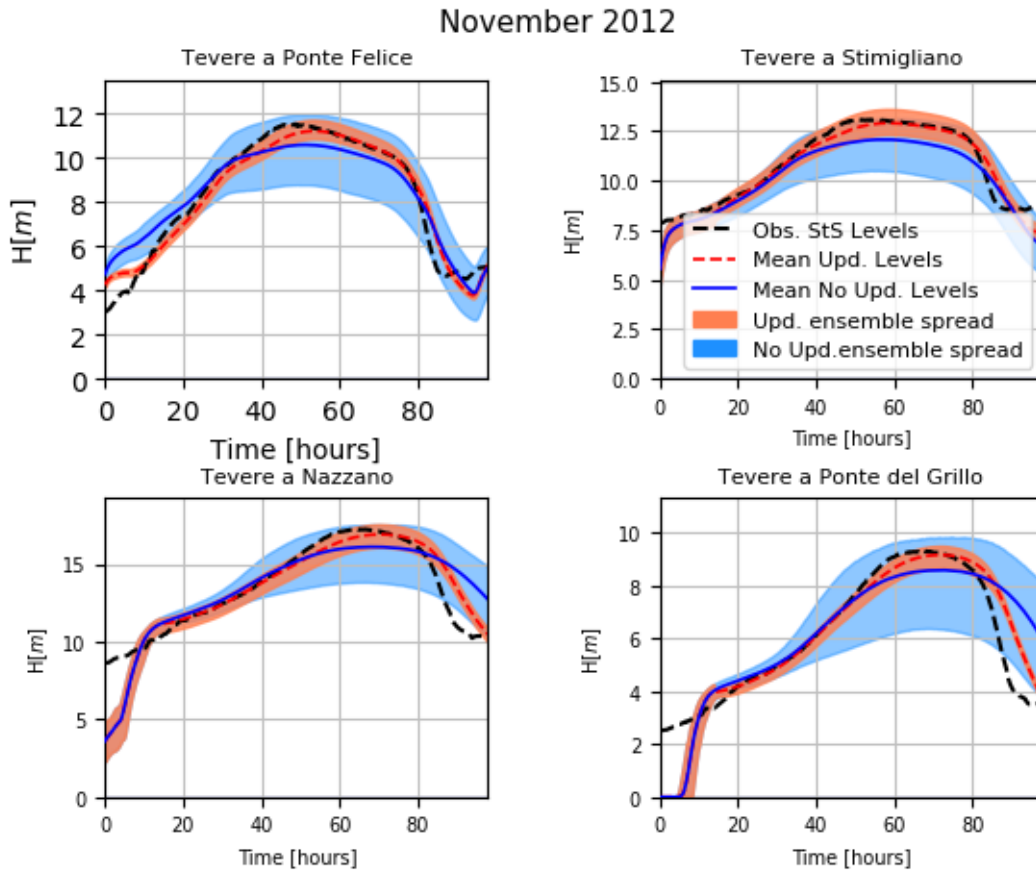 November 2012
Tevere a Ponte Felice
H[m]
12
10
8
6
4
2
0
0 20 40 60 80
Time [hours]
Tevere a Stimigliano
H[m]
15.0
12.5
10.0
7.5
5.0
2.5
0.0
0 20 40 60 80
Time [hours]
Obs. StS Levels
Mean Upd. Levels
Mean No Upd. Levels
Upd. ensemble spread
No Upd.ensemble spread
Tevere a Nazzano
H[m]
15
10
5
0
0 20 40 60 80
Time [hours]
Tevere a Ponte del Grillo
H[m]
10
8
6
4
2
0
0 20 40 60 80
Time [hours]